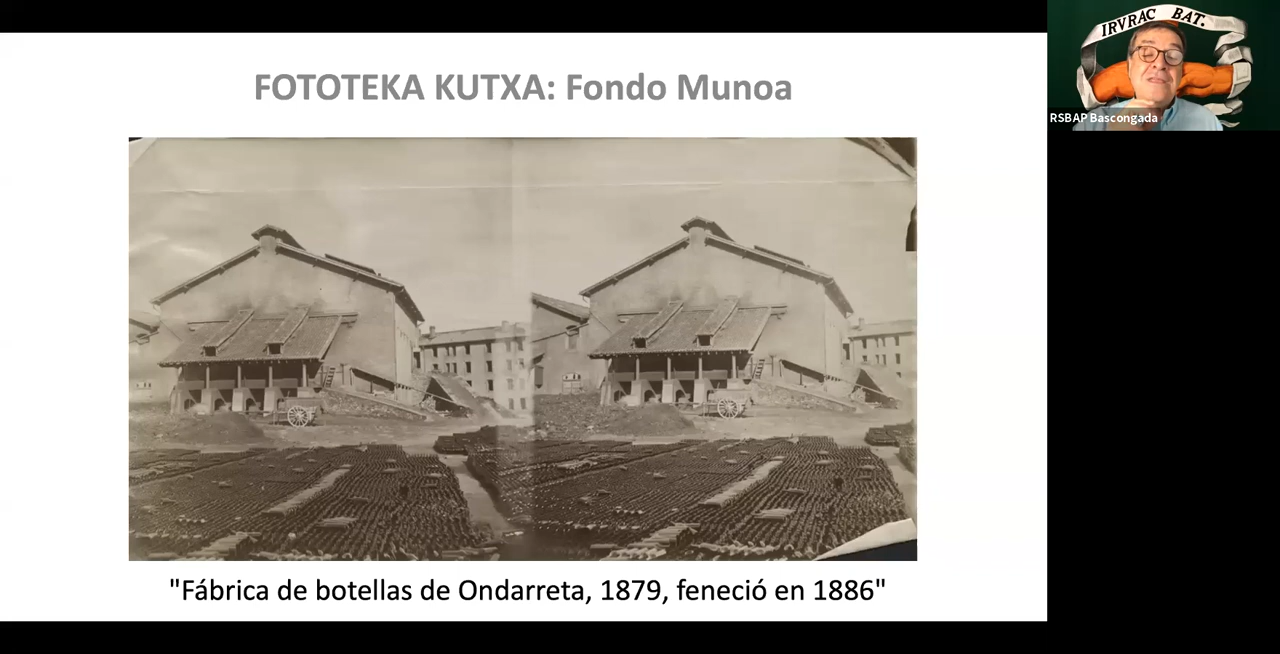 FOTOTEKA KUTXA: Fondo Munoa
IRVRAC BAT.
RSBAP Bascongada
"Fábrica de botellas de Ondarreta, 1879, feneció en 1886"